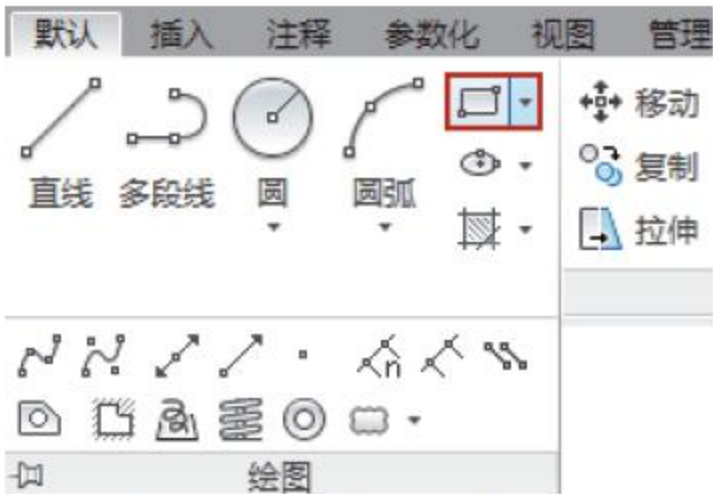 默认 插入 注释 参数化 视图 管理
移动
复制
直线 多段线 圆 圆弧
拉伸
n
绘图